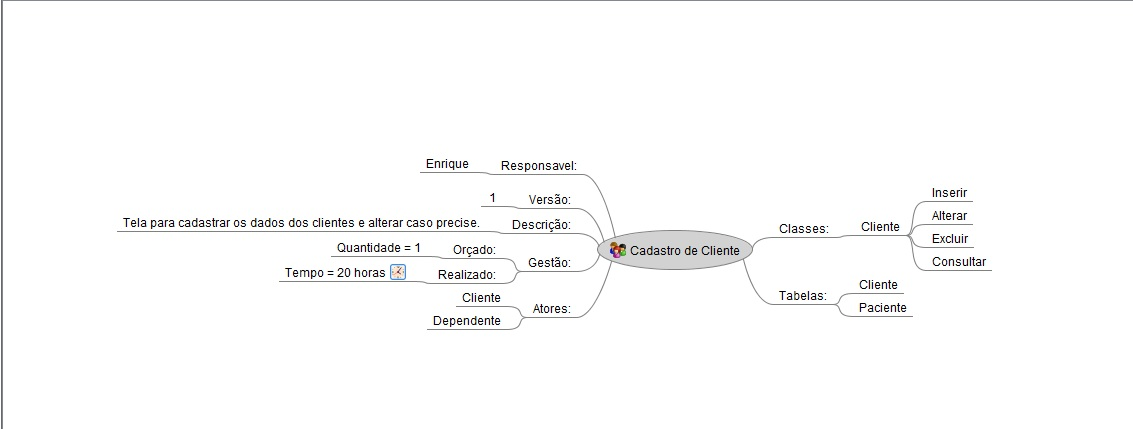 Cadastro de Cliente
Responsavel:
Enrique
Versão:
1
Descrição:
Tela para cadastrar os dados dos clientes e alterar caso precise.
Gestão:
Orçado:
Quantidade = 1
Realizado:
Tempo = 20 horas
Atores:
Cliente
Dependente
Classes:
Cliente
Inserir
Alterar
Excluir
Consultar
Tabelas:
Cliente
Paciente